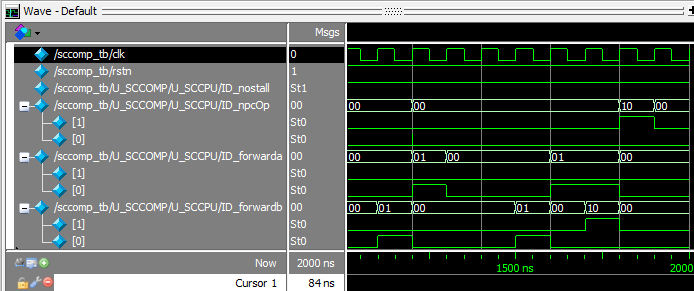 Wave - Default
Msgs
/sccomp_tb/clk 0
/sccomp_tb/rstn 1
/sccomp_tb/U_SCCOMP/U_SCCPU/ID_nostall St1
/sccomp_tb/U_SCCOMP/U_SCCPU/ID_npcOp 00 00 00 10 00
[1] St0
[0] St0
/sccomp_tb/U_SCCOMP/U_SCCPU/ID_forwarda 00 00 01 00 01 00
[1] St0
[0] St0
/sccomp_tb/U_SCCOMP/U_SCCPU/ID_forwardb 00 00 01 00 01 00 10 00
[1] St0
[0] St0
Now 2000 ns 1500 ns 2000
Cursor 1 84 ns